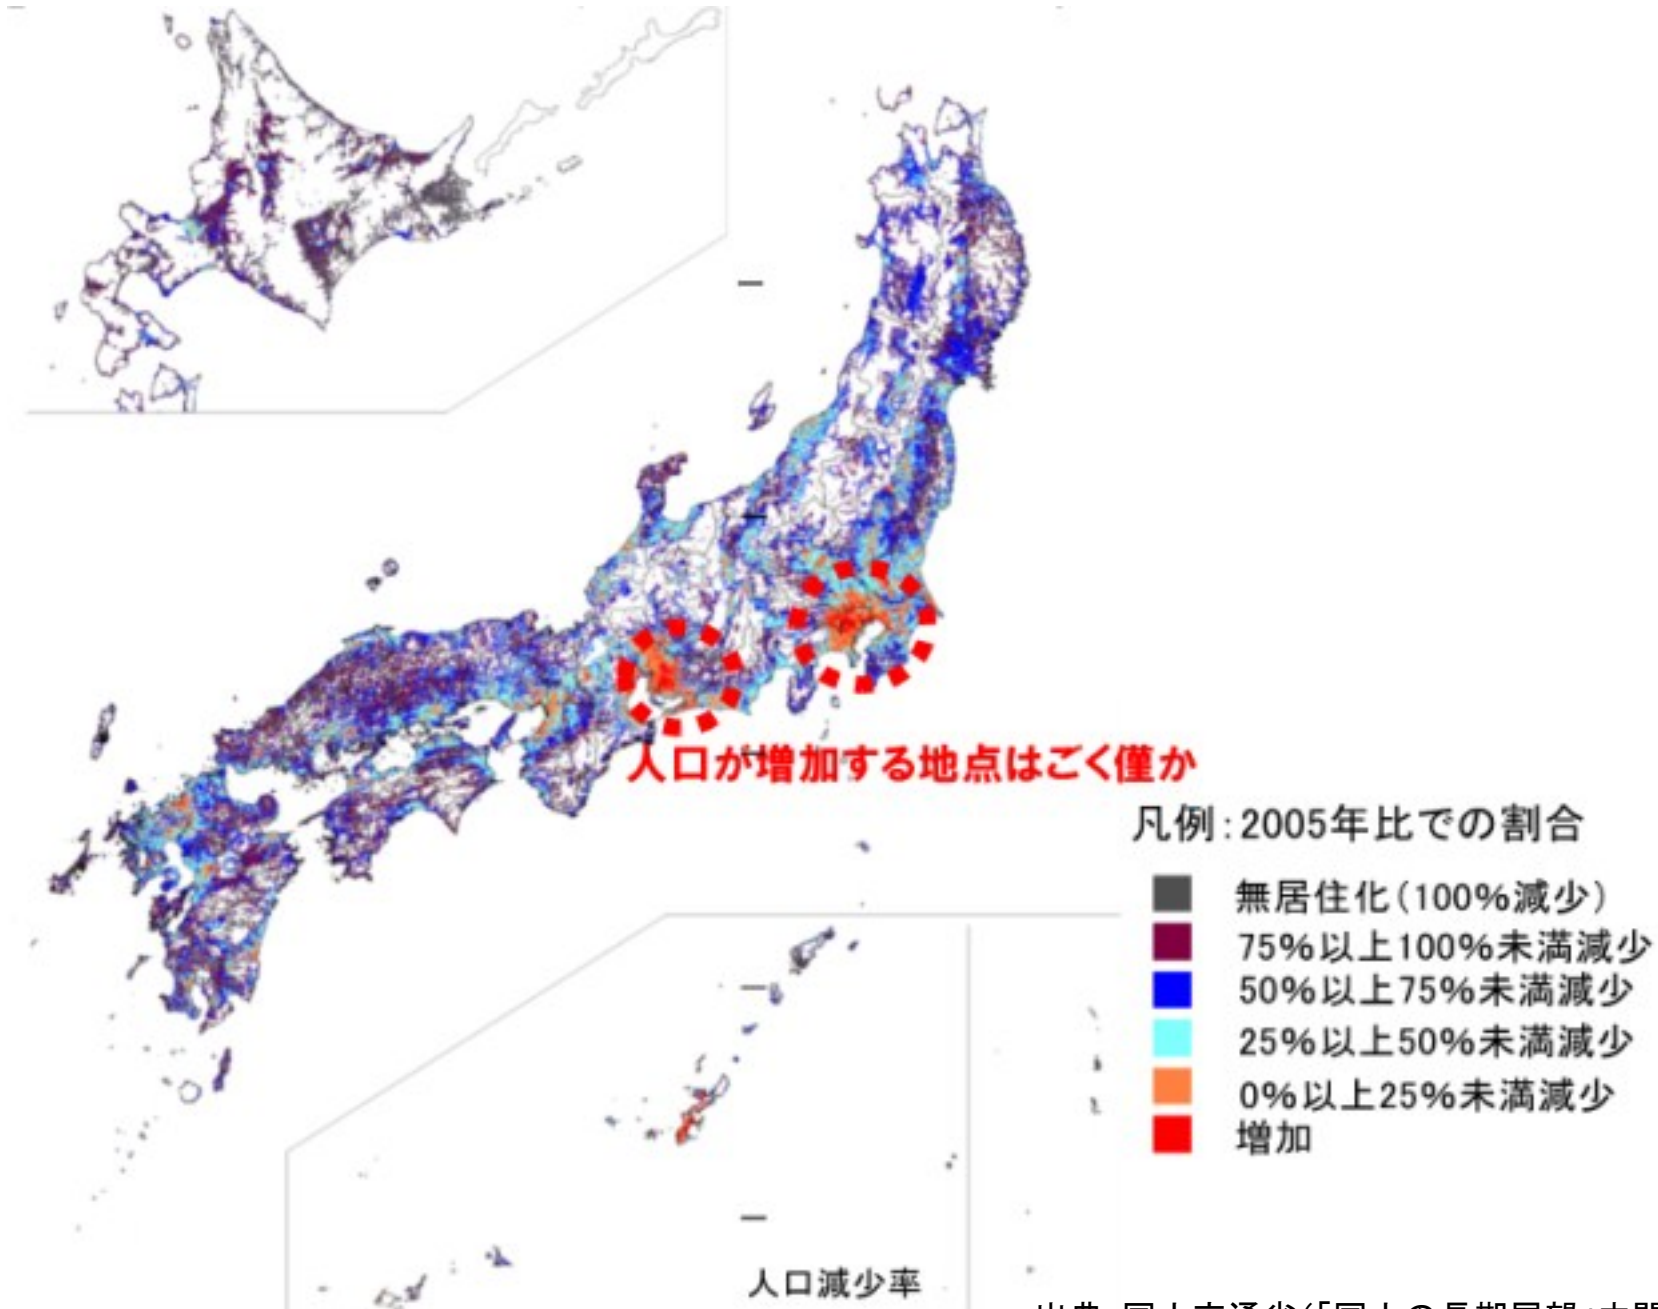 人口が増加する地点はごく僅か
凡例：2005年比での割合
無居住化（100％減少）
75％以上100％未満減少
50％以上75％未満減少
25％以上50％未満減少
0％以上25％未満減少
増加
人口減少率